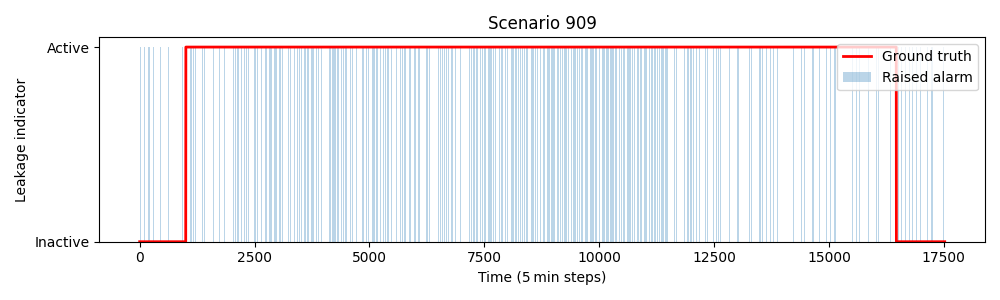 Scenario 909
Active
Inactive
Leakage indicator
Ground truth
Raised alarm
0 2500 5000 7500 10000 12500 15000 17500
Time (5 min steps)